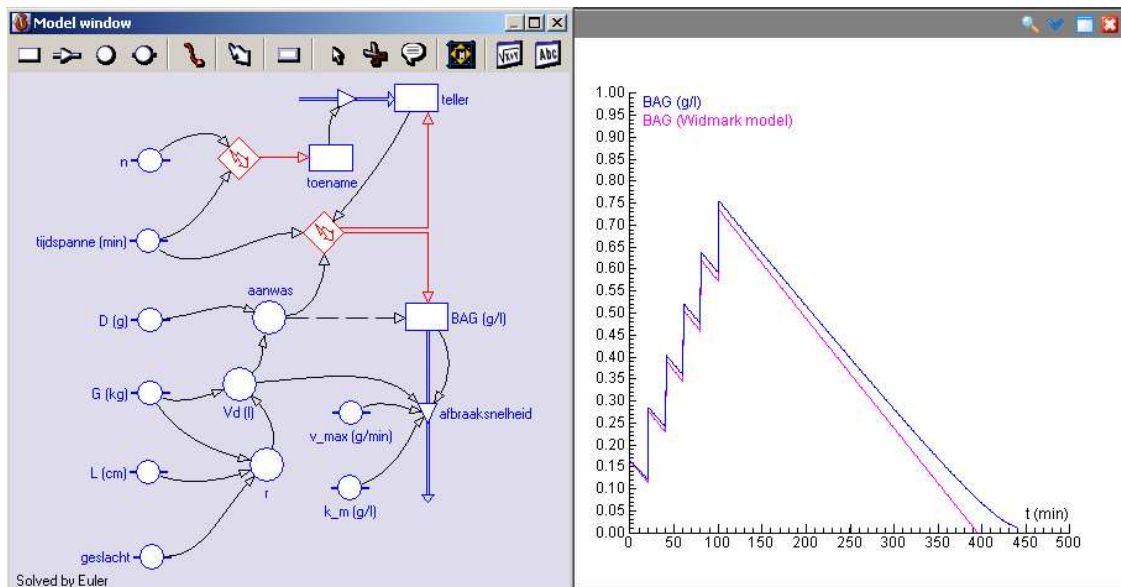 Model window
√x+y Abc
teller
n
toename
tijdspanne (min)
aanwas
D (g)
BAG (g/l)
G (kg)
Vd (l)
afbraaksnelheid
v_max (g/min)
L (cm)
r
k_m (g/l)
geslacht
Solved by Euler
BAG (g/l)
BAG (Widmark model)
1.00
0.95
0.90
0.85
0.80
0.75
0.70
0.65
0.60
0.55
0.50
0.45
0.40
0.35
0.30
0.25
0.20
0.15
0.10
0.05
0.00
t (min)
0 50 100 150 200 250 300 350 400 450 500